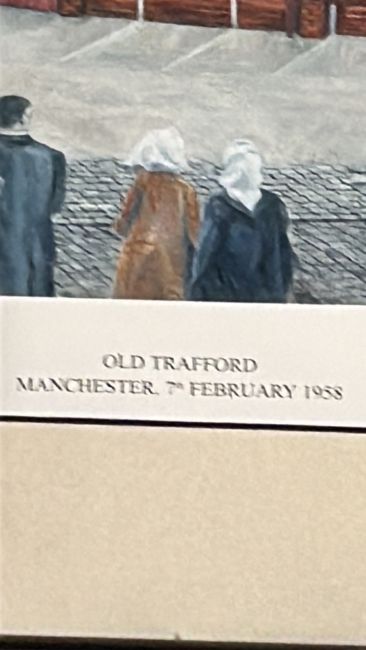 OLD TRAFFORD
MANCHESTER. 7th FEBRUARY 1958